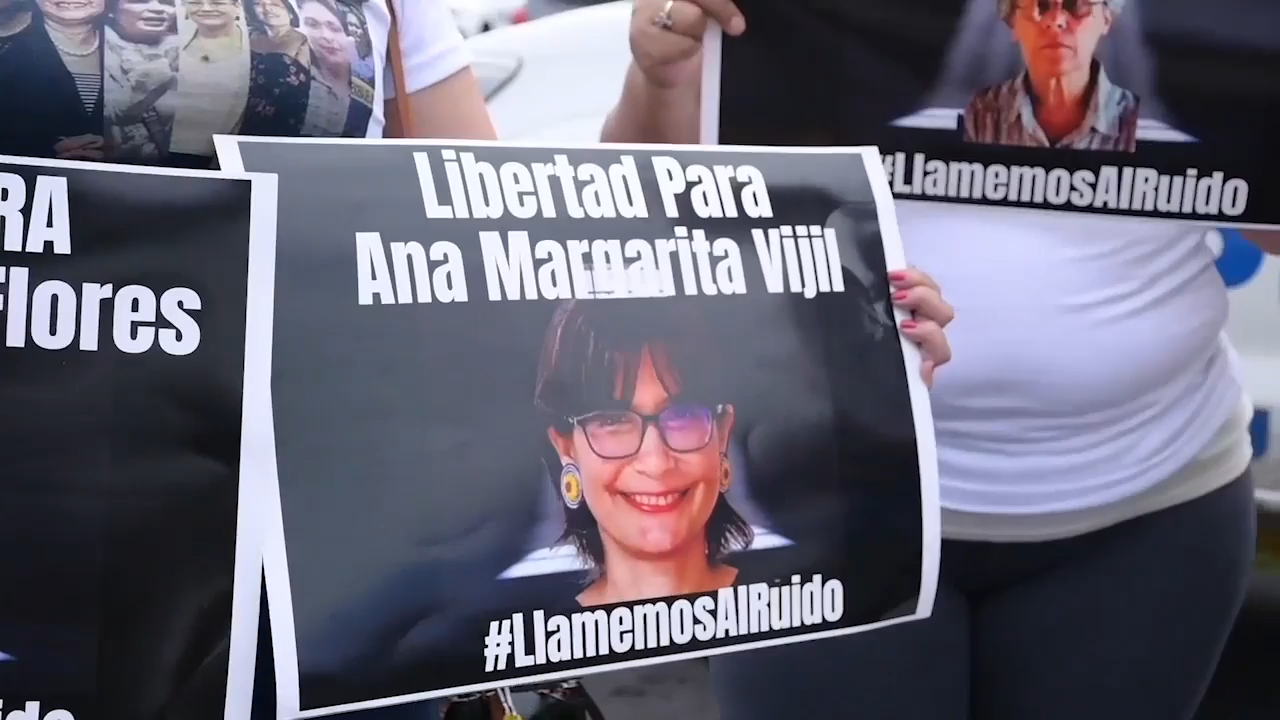 RA
Flores
Libertad Para
Ana Margarita Vijil
#LlamemosAlRuido
#LlamemosAlRuido